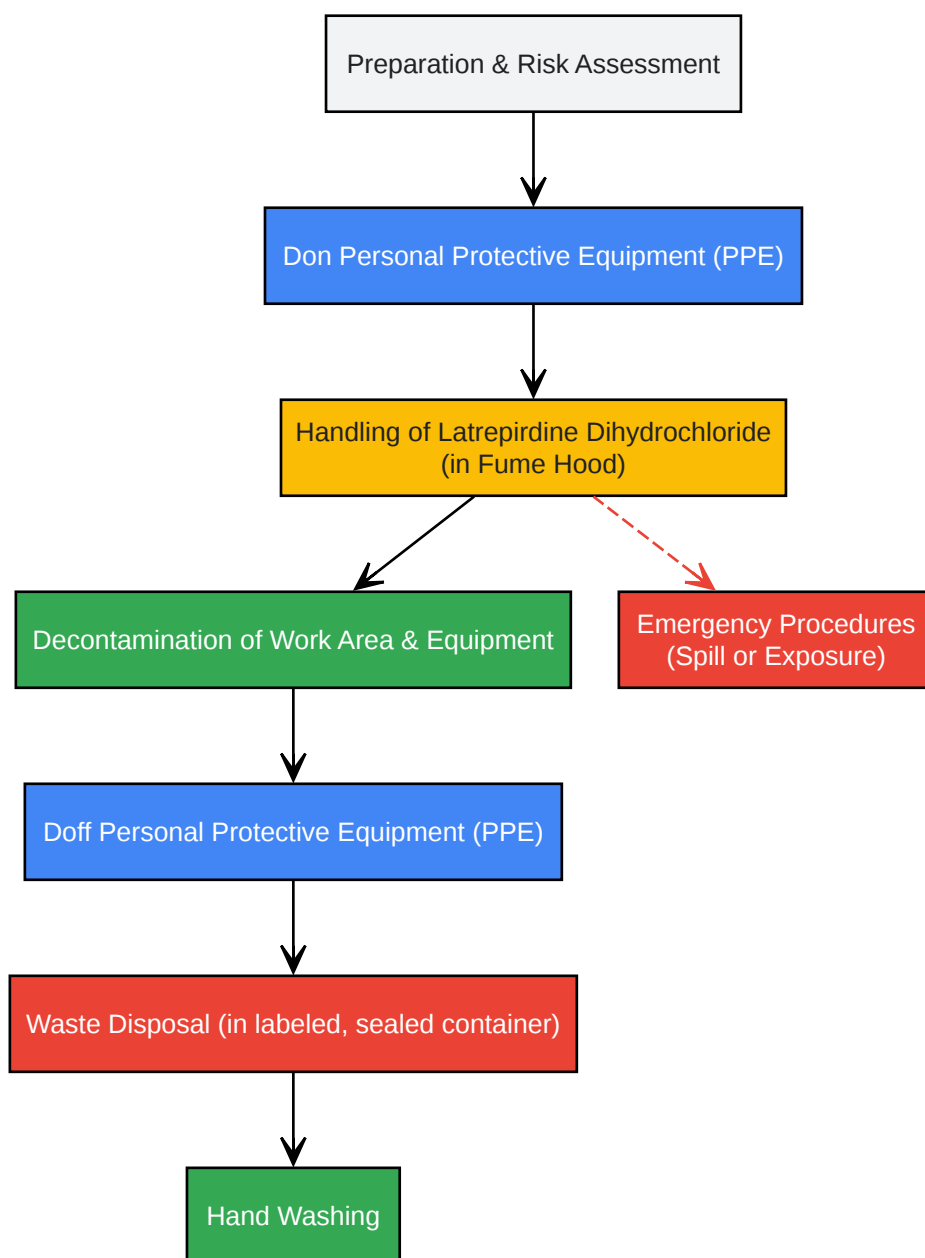 Preparation & Risk Assessment
Don Personal Protective Equipment (PPE)
Handling of Latrepirdine Dihydrochloride
(in Fume Hood)
Decontamination of Work Area & Equipment
Emergency Procedures
(Spill or Exposure)
Doff Personal Protective Equipment (PPE)
Waste Disposal (in labeled, sealed container)
Hand Washing